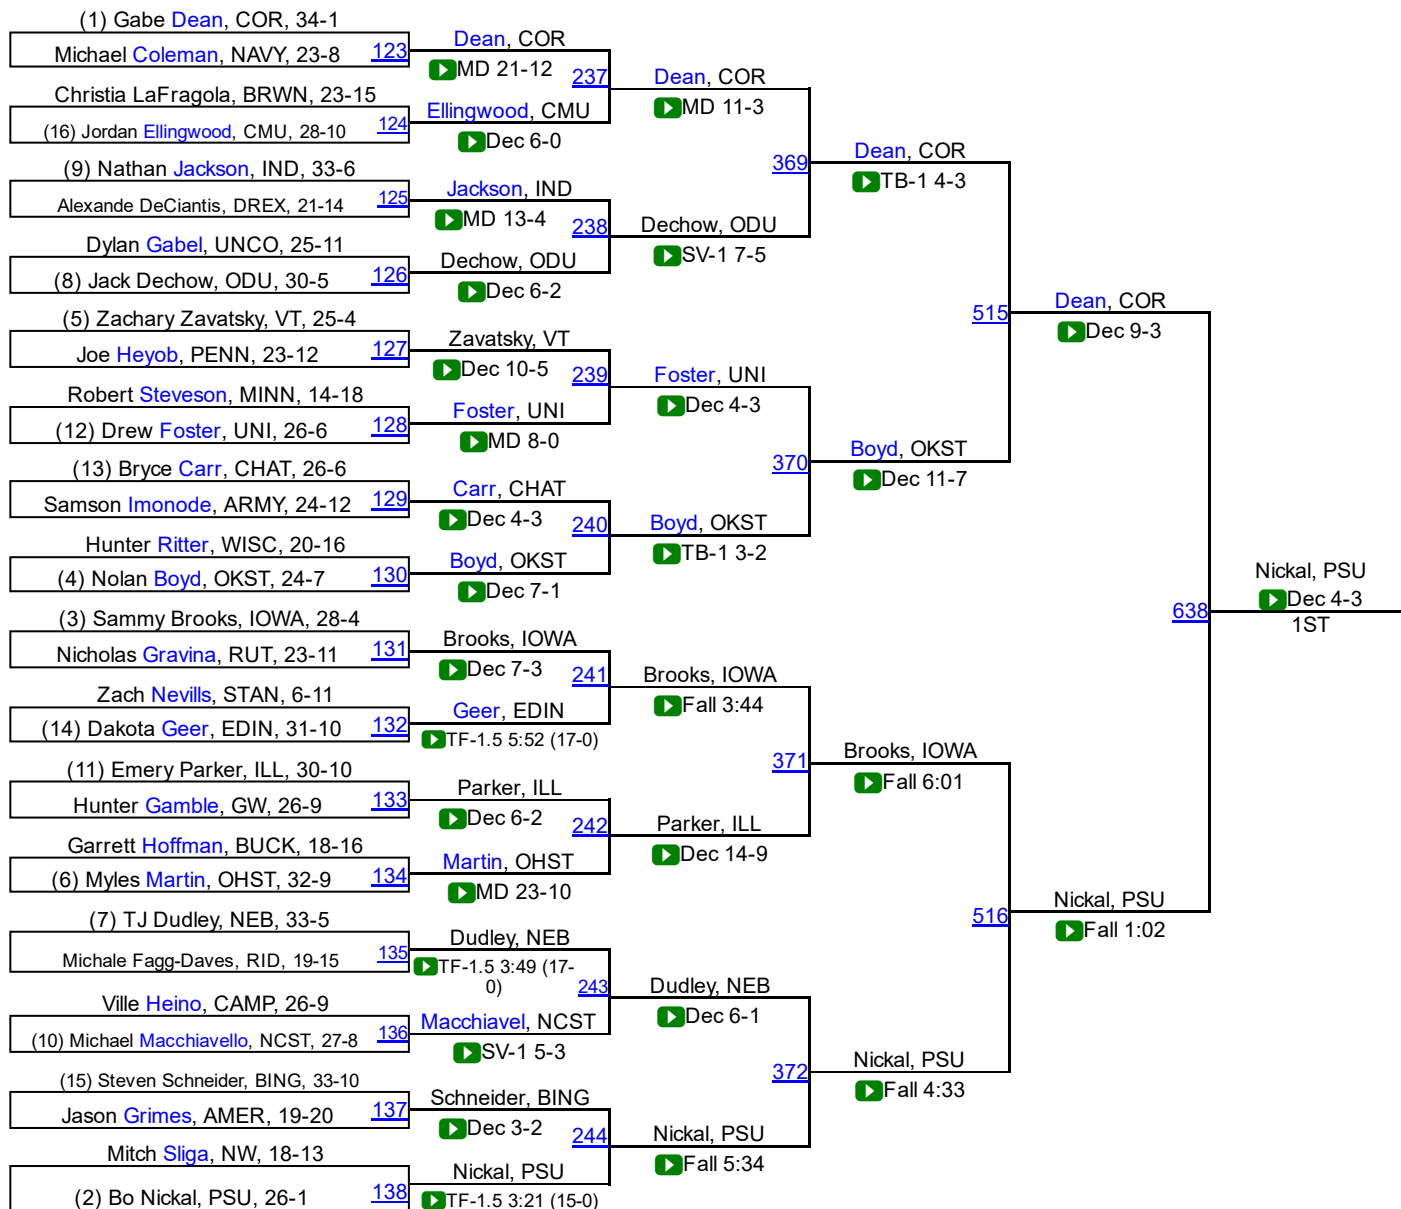 (1) Gabe Dean, COR, 34-1
Michael Coleman, NAVY, 23-8
123
Christia LaFragola, BRWN, 23-15
(16) Jordan Ellingwood, CMU, 28-10
124
(9) Nathan Jackson, IND, 33-6
Alexande DeCiantis, DREX, 21-14
125
Dylan Gabel, UNCO, 25-11
(8) Jack Dechow, ODU, 30-5
126
(5) Zachary Zavatsky, VT, 25-4
Joe Heyob, PENN, 23-12
127
Robert Steveson, MINN, 14-18
(12) Drew Foster, UNI, 26-6
128
(13) Bryce Carr, CHAT, 26-6
Samson Imonode, ARMY, 24-12
129
Hunter Ritter, WISC, 20-16
(4) Nolan Boyd, OKST, 24-7
130
(3) Sammy Brooks, IOWA, 28-4
Nicholas Gravina, RUT, 23-11
131
Zach Nevills, STAN, 6-11
(14) Dakota Geer, EDIN, 31-10
132
(11) Emery Parker, ILL, 30-10
Hunter Gamble, GW, 26-9
133
Garrett Hoffman, BUCK, 18-16
(6) Myles Martin, OHST, 32-9
134
(7) TJ Dudley, NEB, 33-5
Michale Fagg-Daves, RID, 19-15
135
Ville Heino, CAMP, 26-9
(10) Michael Macchiavello, NCST, 27-8
136
(15) Steven Schneider, BING, 33-10
Jason Grimes, AMER, 19-20
137
Mitch Sliga, NW, 18-13
(2) Bo Nickal, PSU, 26-1
138
Dean, COR
MD 21-12
237
Ellingwood, CMU
Dec 6-0
Jackson, IND
MD 13-4
238
Dechow, ODU
Dec 6-2
Zavatsky, VT
Dec 10-5
239
Foster, UNI
MD 8-0
Carr, CHAT
Dec 4-3
240
Boyd, OKST
Dec 7-1
Brooks, IOWA
Dec 7-3
241
Geer, EDIN
TF-1.5 5:52 (17-0)
Parker, ILL
Dec 6-2
242
Martin, OHST
MD 23-10
Dudley, NEB
TF-1.5 3:49 (17-
0)
243
Macchiavel, NCST
SV-1 5-3
Schneider, BING
Dec 3-2
244
Nickal, PSU
TF-1.5 3:21 (15-0)
Dean, COR
MD 11-3
369
Dechow, ODU
SV-1 7-5
Foster, UNI
Dec 4-3
370
Boyd, OKST
TB-1 3-2
Brooks, IOWA
Fall 3:44
371
Parker, ILL
Dec 14-9
Dudley, NEB
Dec 6-1
372
Nickal, PSU
Fall 5:34
Dean, COR
TB-1 4-3
515
Boyd, OKST
Dec 11-7
Brooks, IOWA
Fall 6:01
516
Nickal, PSU
Fall 4:33
Dean, COR
Dec 9-3
638
Nickal, PSU
Fall 1:02
Nickal, PSU
Dec 4-3
1ST